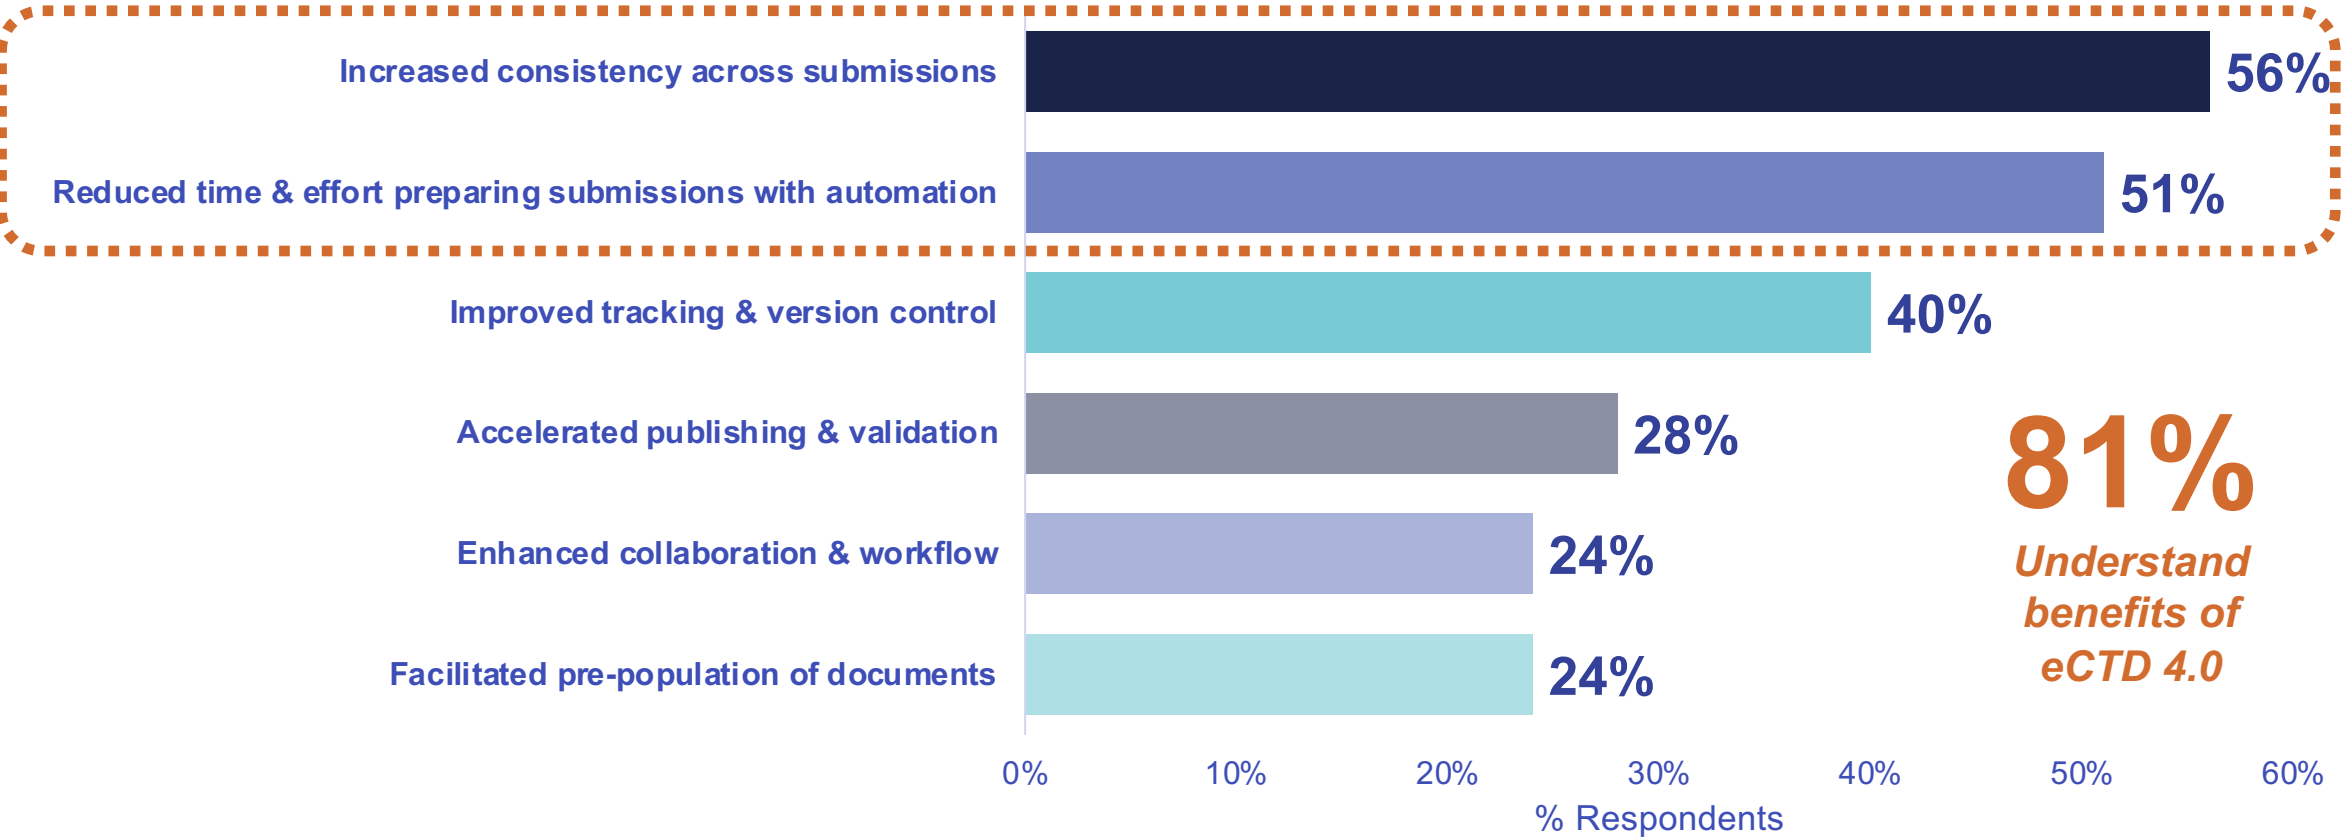 Increased consistency across submissions
56%
Reduced time & effort preparing submissions with automation
51%
Improved tracking & version control
40%
Accelerated publishing & validation
28%
Enhanced collaboration & workflow
24%
Facilitated pre-population of documents
24%
81%
Understand
benefits of
eCTD 4.0
0% 10% 20% 30% 40% 50% 60%
% Respondents